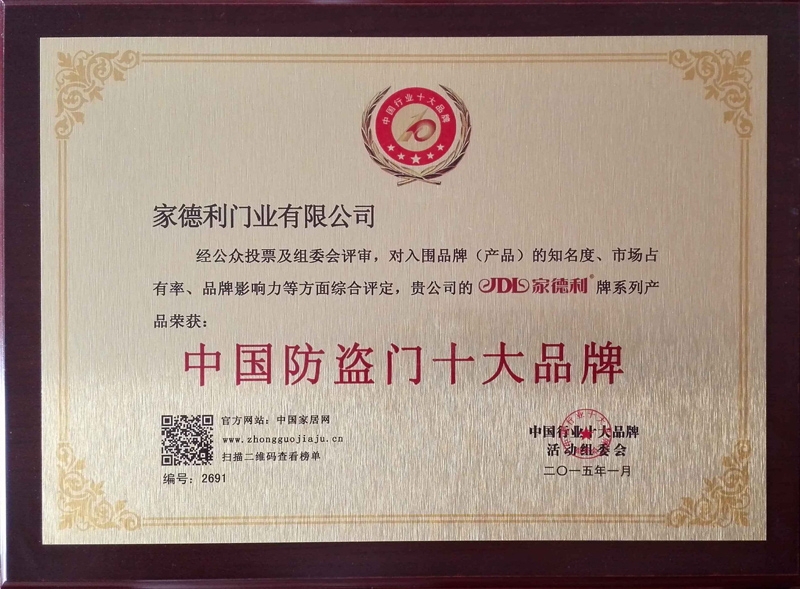 中国行业十大品牌
10
家德利门业有限公司
经公众投票及组委会评审，对入围品牌（产品）的知名度、市场占
有率、品牌影响力等方面综合评定，贵公司的 JDL 家德利® 牌系列产
品荣获：
中国防盗门十大品牌
官方网站：中国家居网
www.zhongguojiaju.cn
扫描二维码查看榜单
编号：2691
中国行业十大品牌
活动组委会
二〇一五年一月